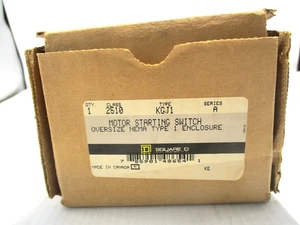 QTY. CLASS TYPE SERIES
1 2510 KGJ1 A
MOTOR STARTING SWITCH
OVERSIZE NEMA TYPE 1 ENCLOSURE
D SQUARE D
MADE IN CANADA
KE